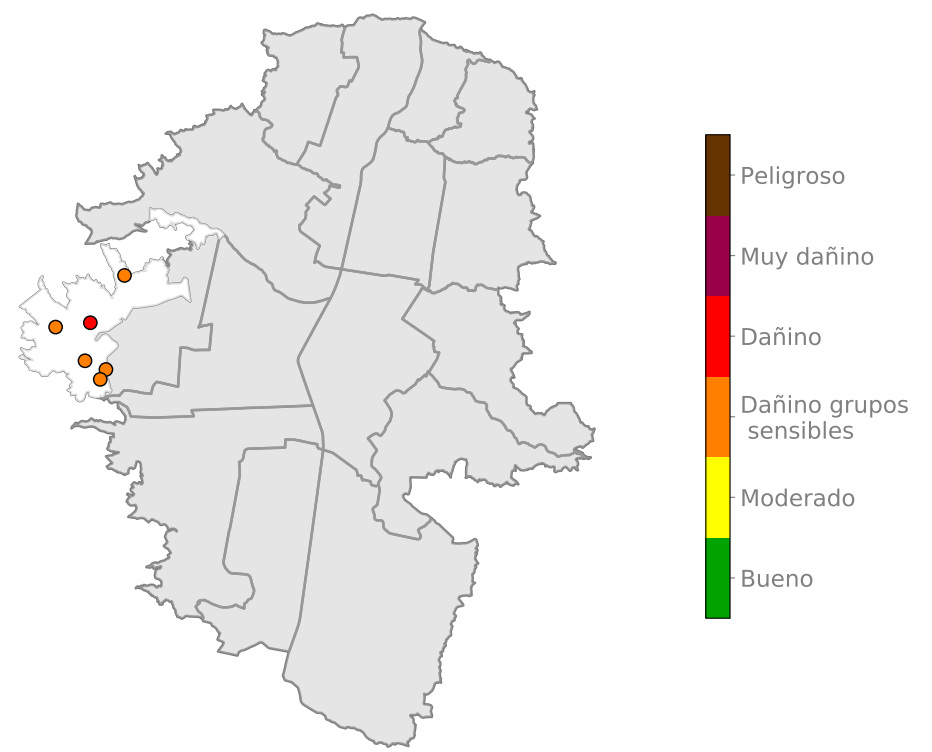 Peligroso
Muy dañino
Dañino
Dañino grupos
sensibles
Moderado
Bueno